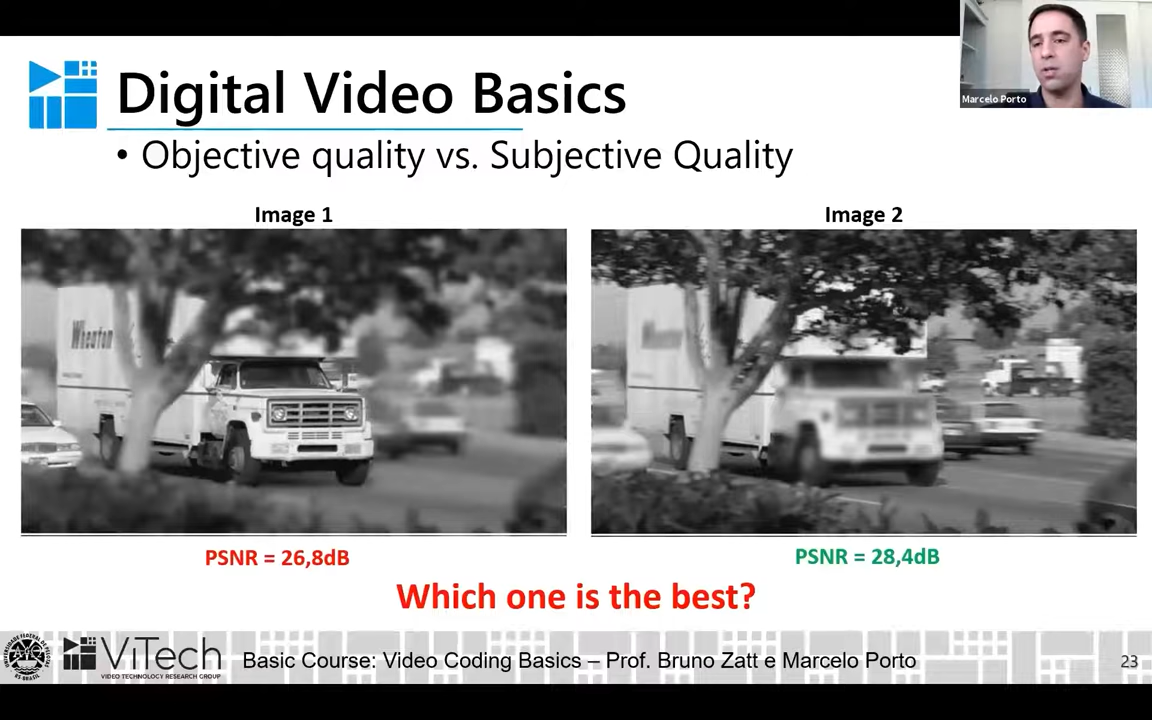 Digital Video Basics
Marcelo Porto
• Objective quality vs. Subjective Quality
Image 1
Image 2
Wheaton
PSNR = 26,8dB
PSNR = 28,4dB
Which one is the best?
ViTech
VIDEO TECHNOLOGY RESEARCH GROUP
Basic Course: Video Coding Basics – Prof. Bruno Zatt e Marcelo Porto
23